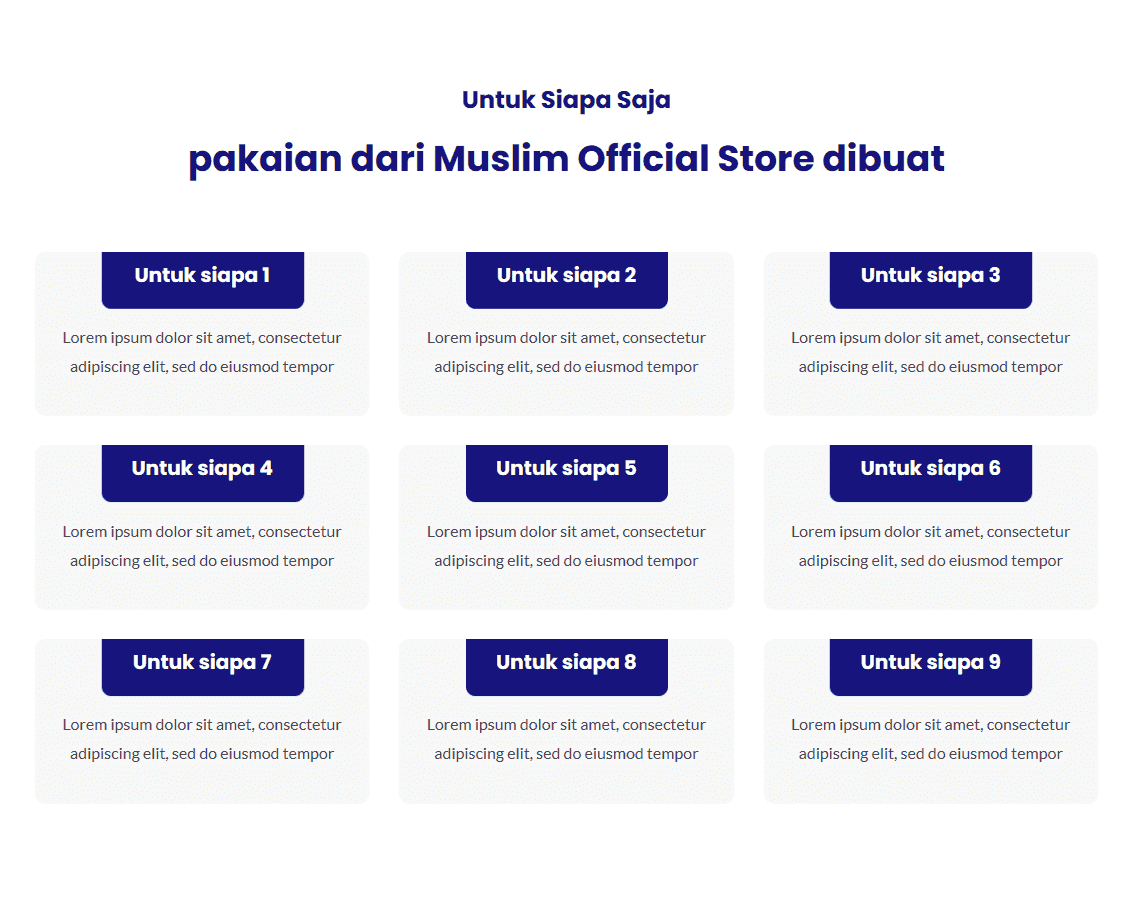 Untuk Siapa Saja
pakaian dari Muslim Official Store dibuat
Untuk siapa 1
Lorem ipsum dolor sit amet, consectetur
adipiscing elit, sed do eiusmod tempor
Untuk siapa 2
Lorem ipsum dolor sit amet, consectetur
adipiscing elit, sed do eiusmod tempor
Untuk siapa 3
Lorem ipsum dolor sit amet, consectetur
adipiscing elit, sed do eiusmod tempor
Untuk siapa 4
Lorem ipsum dolor sit amet, consectetur
adipiscing elit, sed do eiusmod tempor
Untuk siapa 5
Lorem ipsum dolor sit amet, consectetur
adipiscing elit, sed do eiusmod tempor
Untuk siapa 6
Lorem ipsum dolor sit amet, consectetur
adipiscing elit, sed do eiusmod tempor
Untuk siapa 7
Lorem ipsum dolor sit amet, consectetur
adipiscing elit, sed do eiusmod tempor
Untuk siapa 8
Lorem ipsum dolor sit amet, consectetur
adipiscing elit, sed do eiusmod tempor
Untuk siapa 9
Lorem ipsum dolor sit amet, consectetur
adipiscing elit, sed do eiusmod tempor